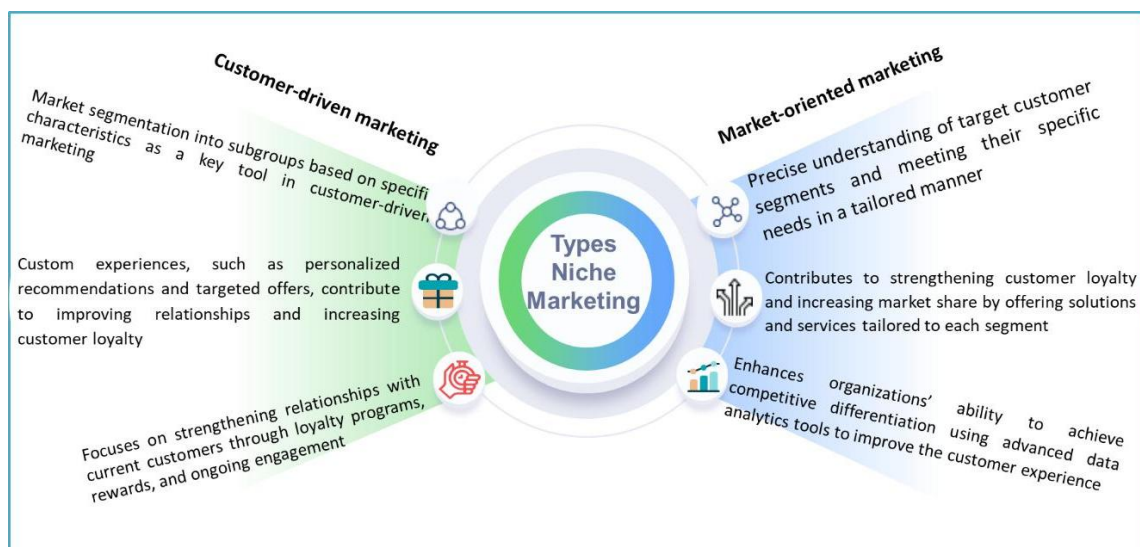 Customer-driven marketing
Market segmentation into subgroups based on specifi
characteristics as a key tool in customer-driven
marketing
Custom experiences, such as personalized
recommendations and targeted offers, contribute
to improving relationships and increasing
customer loyalty
Focuses on strengthening relationships with
current customers through loyalty programs,
rewards, and ongoing engagement
Types
Niche
Marketing
Market-oriented marketing
Precise understanding of target customer
segments and meeting their specific
needs in a tailored manner
Contributes to strengthening customer loyalty
and increasing market share by offering solutions
and services tailored to each segment
Enhances organizations’ ability to achieve
competitive differentiation using advanced data
analytics tools to improve the customer experience